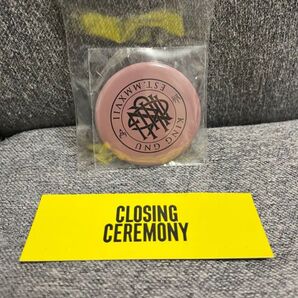 KING GNU
EST.MMXVII
CLOSING
CEREMONY